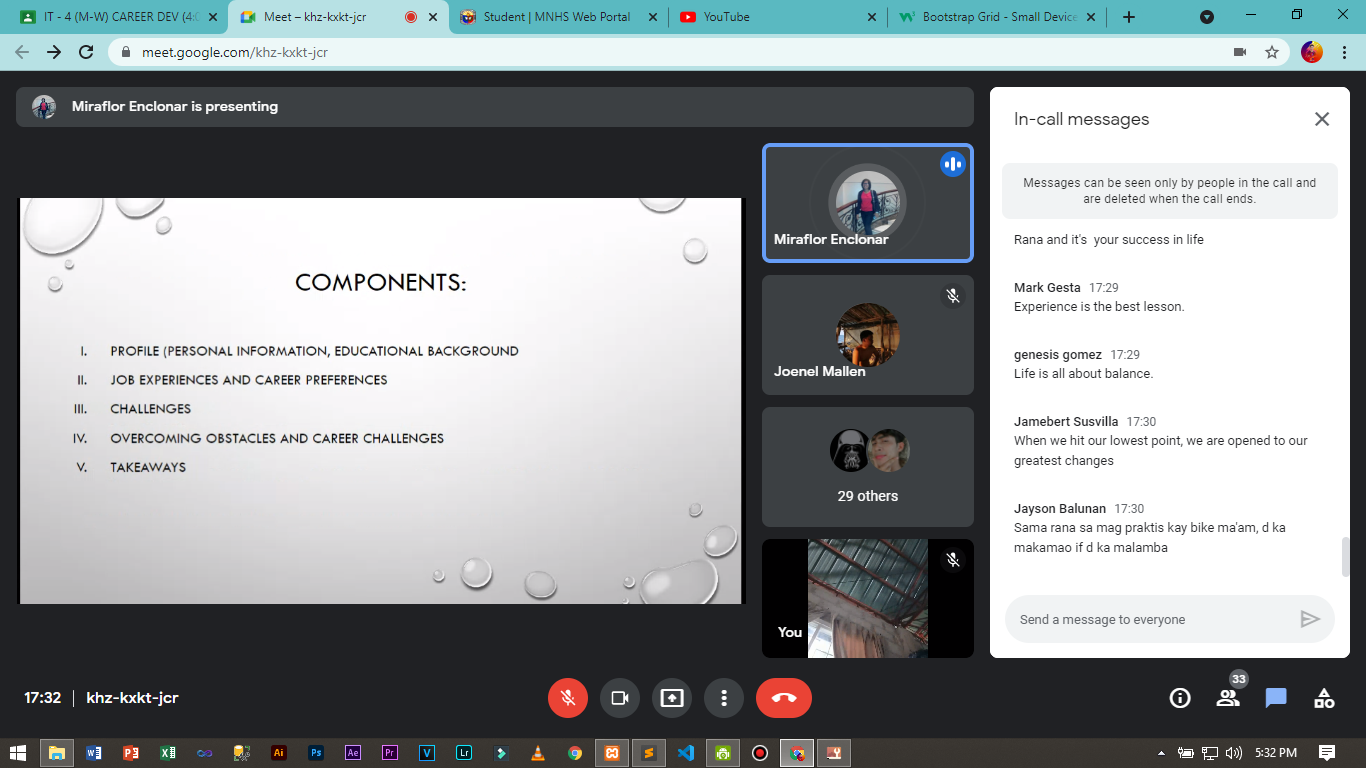 IT - 4 (M-W) CAREER DEV (4:0
Meet – khz-kxkt-jcr
Student | MNHS Web Portal
YouTube
Bootstrap Grid - Small Device
meet.google.com/khz-kxkt-jcr
Miraflor Enclonar is presenting
COMPONENTS:
I. PROFILE (PERSONAL INFORMATION, EDUCATIONAL BACKGROUND
II. JOB EXPERIENCES AND CAREER PREFERENCES
III. CHALLENGES
IV. OVERCOMING OBSTACLES AND CAREER CHALLENGES
V. TAKEAWAYS
Miraflor Enclonar
Joenel Mallen
29 others
You
In-call messages
Messages can be seen only by people in the call and
are deleted when the call ends.
Rana and it's  your success in life
Mark Gesta 17:29
Experience is the best lesson.
genesis gomez 17:29
Life is all about balance.
Jamebert Susvilla 17:30
When we hit our lowest point, we are opened to our
greatest changes
Jayson Balunan 17:30
Sama rana sa mag praktis kay bike ma'am, d ka
makamao if d ka malamba
Send a message to everyone
17:32 | khz-kxkt-jcr
33
Ai
Ps
Ae
Pr
V
Lr
5:32 PM